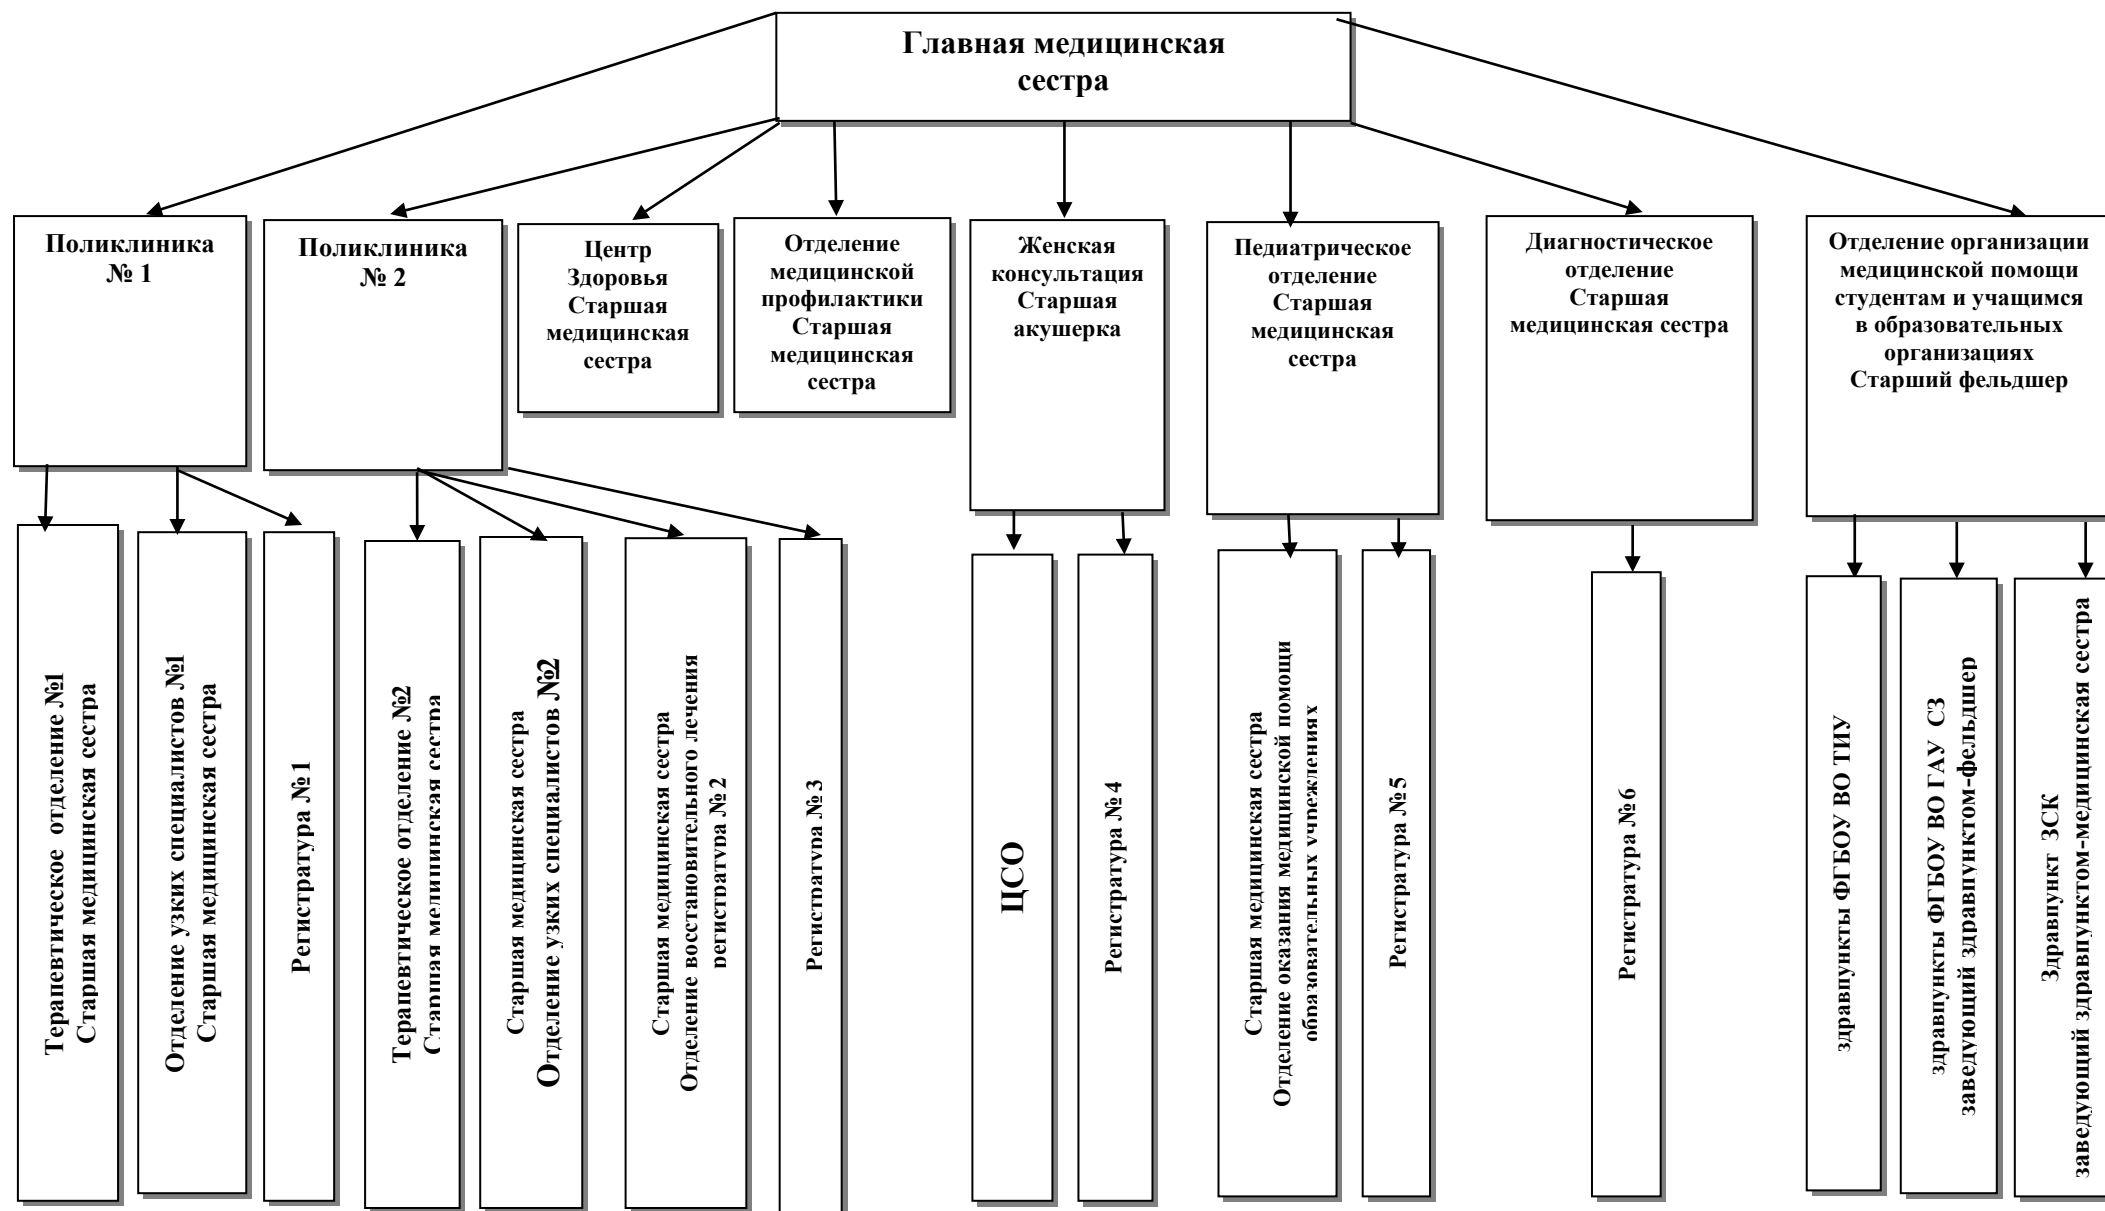 Главная медицинская
сестра
Поликлиника
№ 1
Поликлиника
№ 2
Центр
Здоровья
Старшая
медицинская
сестра
Отделение
медицинской
профилактики
Старшая
медицинская
сестра
Женская
консультация
Старшая
акушерка
Педиатрическое
отделение
Старшая
медицинская
сестра
Диагностическое
отделение
Старшая
медицинская сестра
Отделение организации
медицинской помощи
студентам и учащимся
в образовательных
организациях
Старший фельдшер
Терапевтическое отделение №1
Старшая медицинская сестра
Отделение узких специалистов №1
Старшая медицинская сестра
Регистратура № 1
Терапевтическое отделение №2
Старшая медицинская сестра
Старшая медицинская сестра
Отделение узких специалистов №2
Старшая медицинская сестра
Отделение восстановительного лечения
регистратура № 2
Регистратура № 3
ЦСО
Регистратура № 4
Старшая медицинская сестра
Отделение оказания медицинской помощи
образовательных учреждениях
Регистратура № 5
Регистратура № 6
здравпункты ФГБОУ ВО ТИУ
здравпункты ФГБОУ ВО ГАУ СЗ
заведующий здравпунктом-фельдшер
Здравпункт ЗСК
заведующий здравпунктом-медицинская сестра